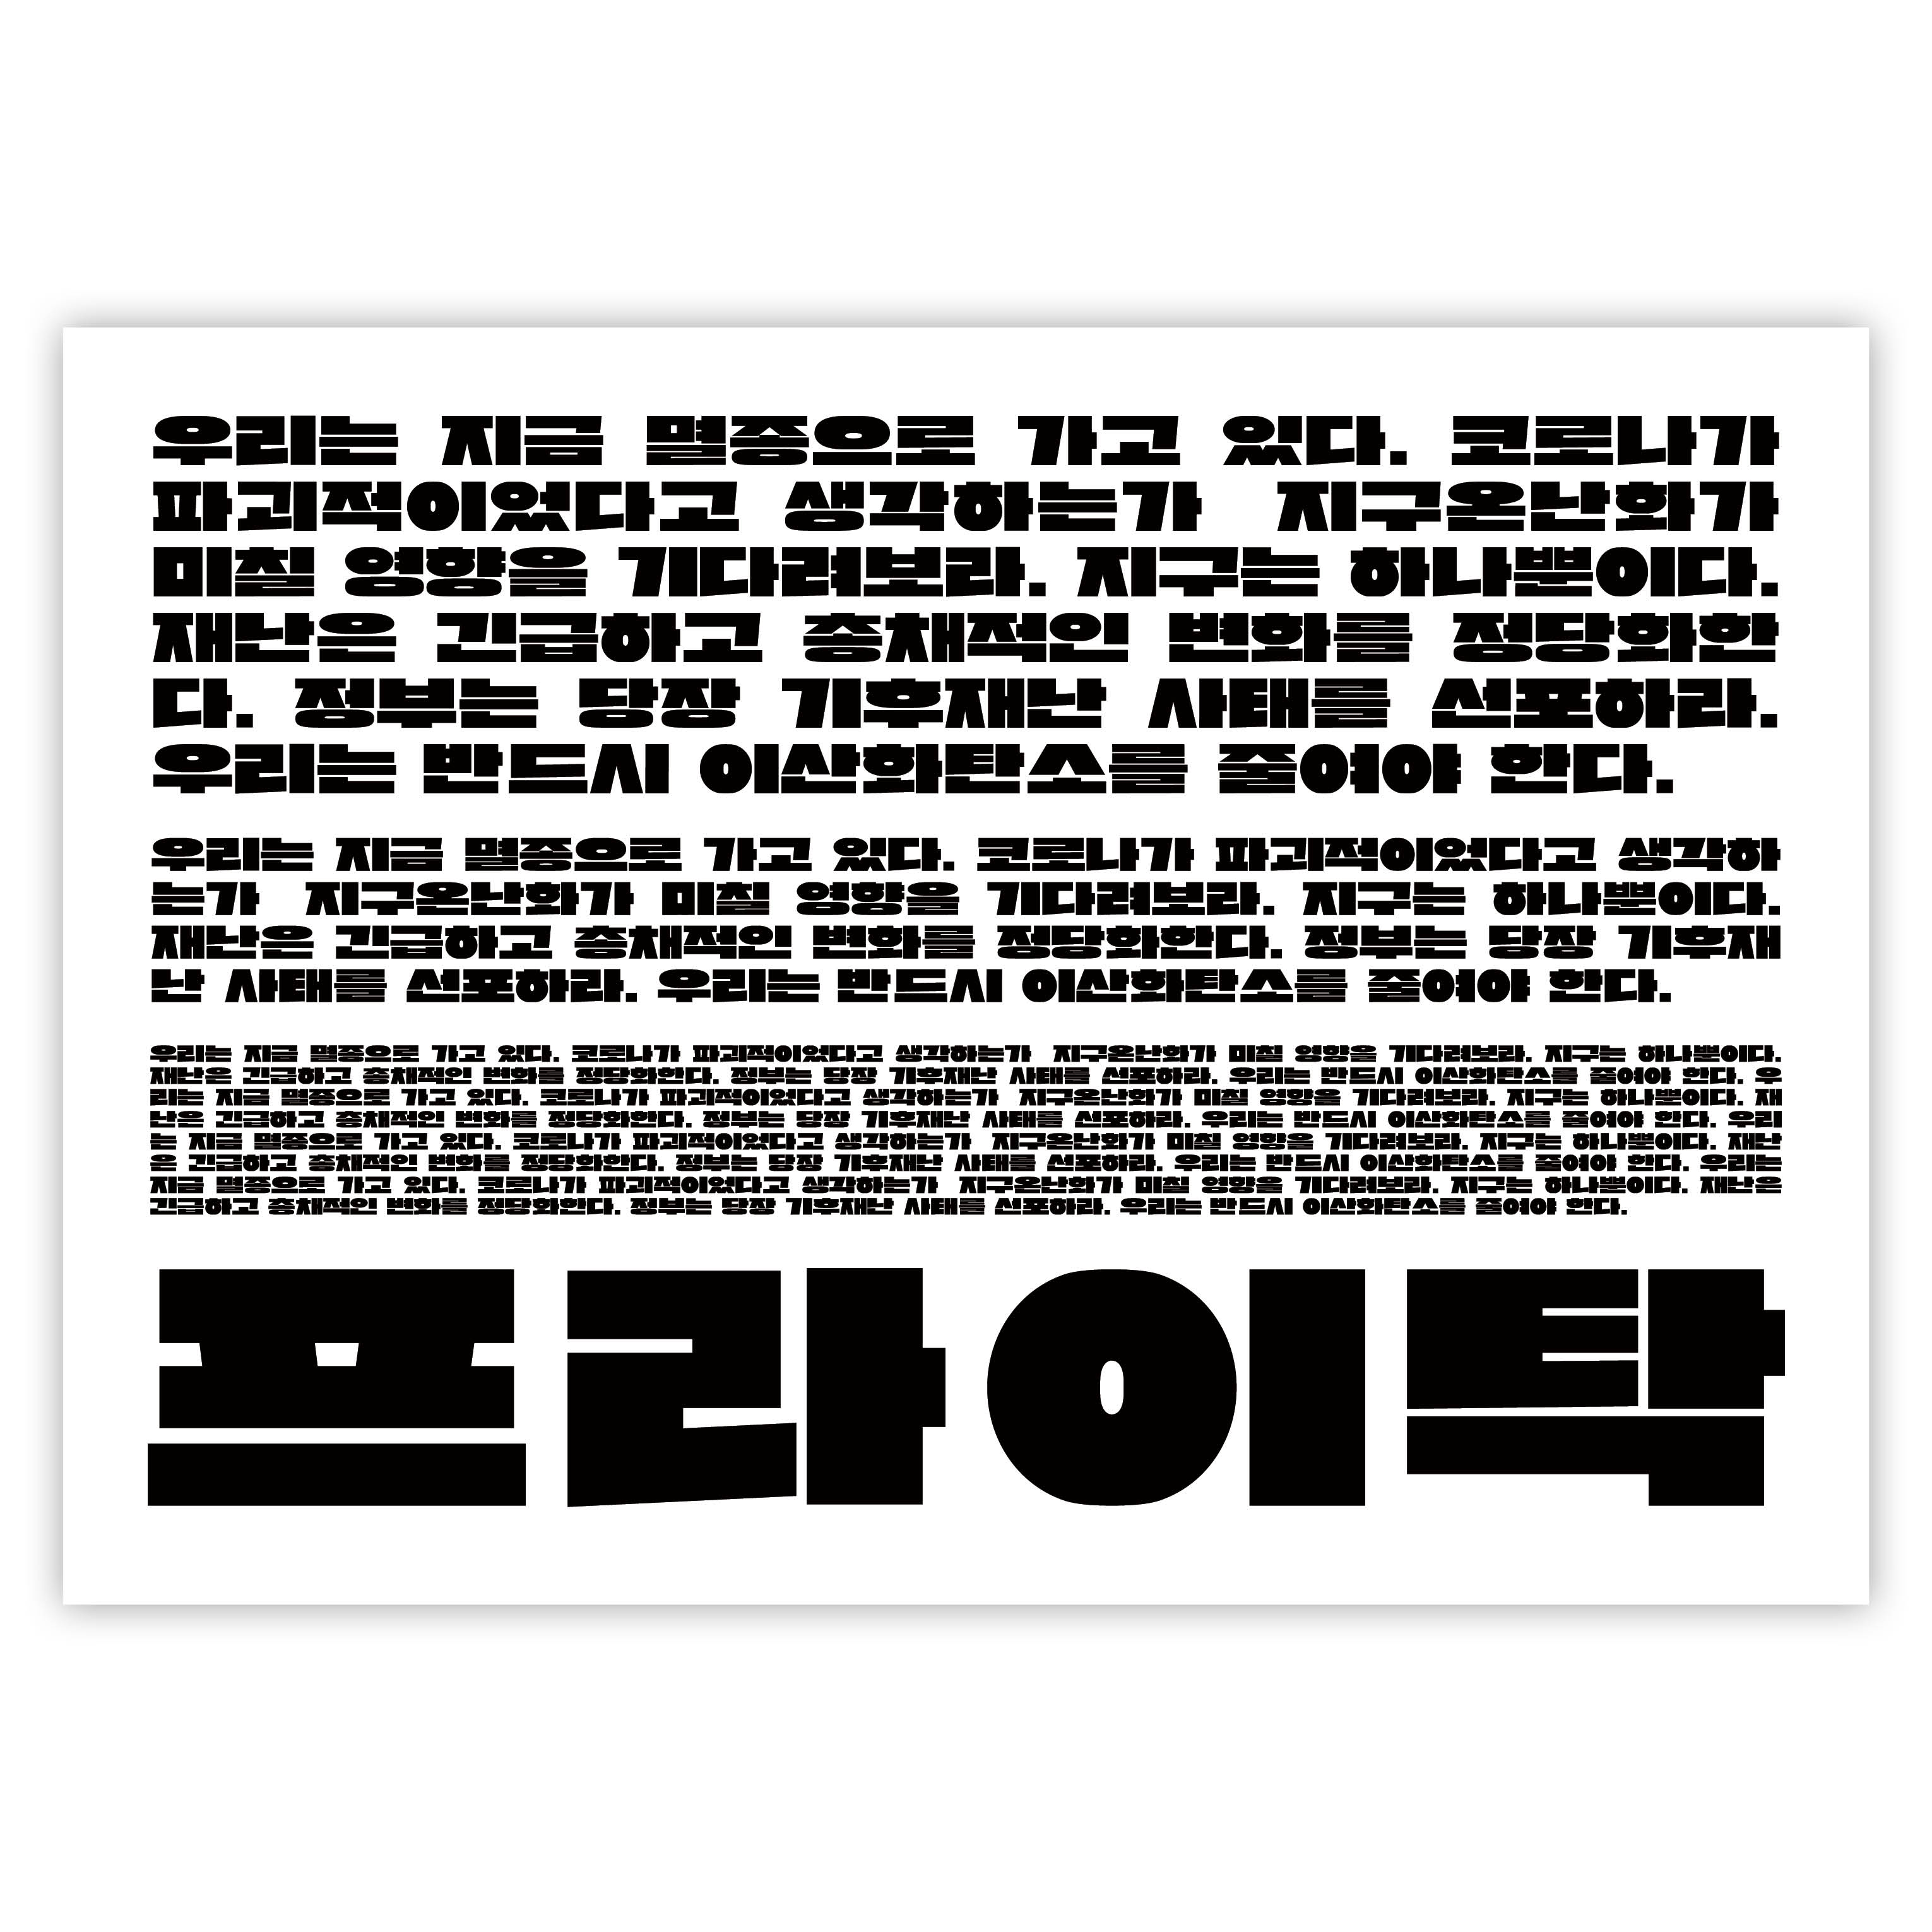 우리는 지금 멸종으로 가고 있다. 코로나가
파괴적이었다고 생각하는가 지구온난화가
미칠 영향을 기다려보라. 지구는 하나뿐이다.
재난은 긴급하고 총채적인 변화를 정당화한
다. 정부는 당장 기후재난 사태를 선포하라.
우리는 반드시 이산화탄소를 줄여야 한다.
우리는 지금 멸종으로 가고 있다. 코로나가 파괴적이었다고 생각하
는가 지구온난화가 미칠 영향을 기다려보라. 지구는 하나뿐이다.
재난은 긴급하고 총채적인 변화를 정당화한다. 정부는 당장 기후재
난 사태를 선포하라. 우리는 반드시 이산화탄소를 줄여야 한다.
우리는 지금 멸종으로 가고 있다. 코로나가 파괴적이었다고 생각하는가 지구온난화가 미칠 영향을 기다려보라. 지구는 하나뿐이다.
재난은 긴급하고 총채적인 변화를 정당화한다. 정부는 당장 기후재난 사태를 선포하라. 우리는 반드시 이산화탄소를 줄여야 한다. 우
리는 지금 멸종으로 가고 있다. 코로나가 파괴적이었다고 생각하는가 지구온난화가 미칠 영향을 기다려보라. 지구는 하나뿐이다. 재
난은 긴급하고 총채적인 변화를 정당화한다. 정부는 당장 기후재난 사태를 선포하라. 우리는 반드시 이산화탄소를 줄여야 한다. 우리
는 지금 멸종으로 가고 있다. 코로나가 파괴적이었다고 생각하는가 지구온난화가 미칠 영향을 기다려보라. 지구는 하나뿐이다. 재난
은 긴급하고 총채적인 변화를 정당화한다. 정부는 당장 기후재난 사태를 선포하라. 우리는 반드시 이산화탄소를 줄여야 한다. 우리는
지금 멸종으로 가고 있다. 코로나가 파괴적이었다고 생각하는가 지구온난화가 미칠 영향을 기다려보라. 지구는 하나뿐이다. 재난은
긴급하고 총채적인 변화를 정당화한다. 정부는 당장 기후재난 사태를 선포하라. 우리는 반드시 이산화탄소를 줄여야 한다.
프라이탁